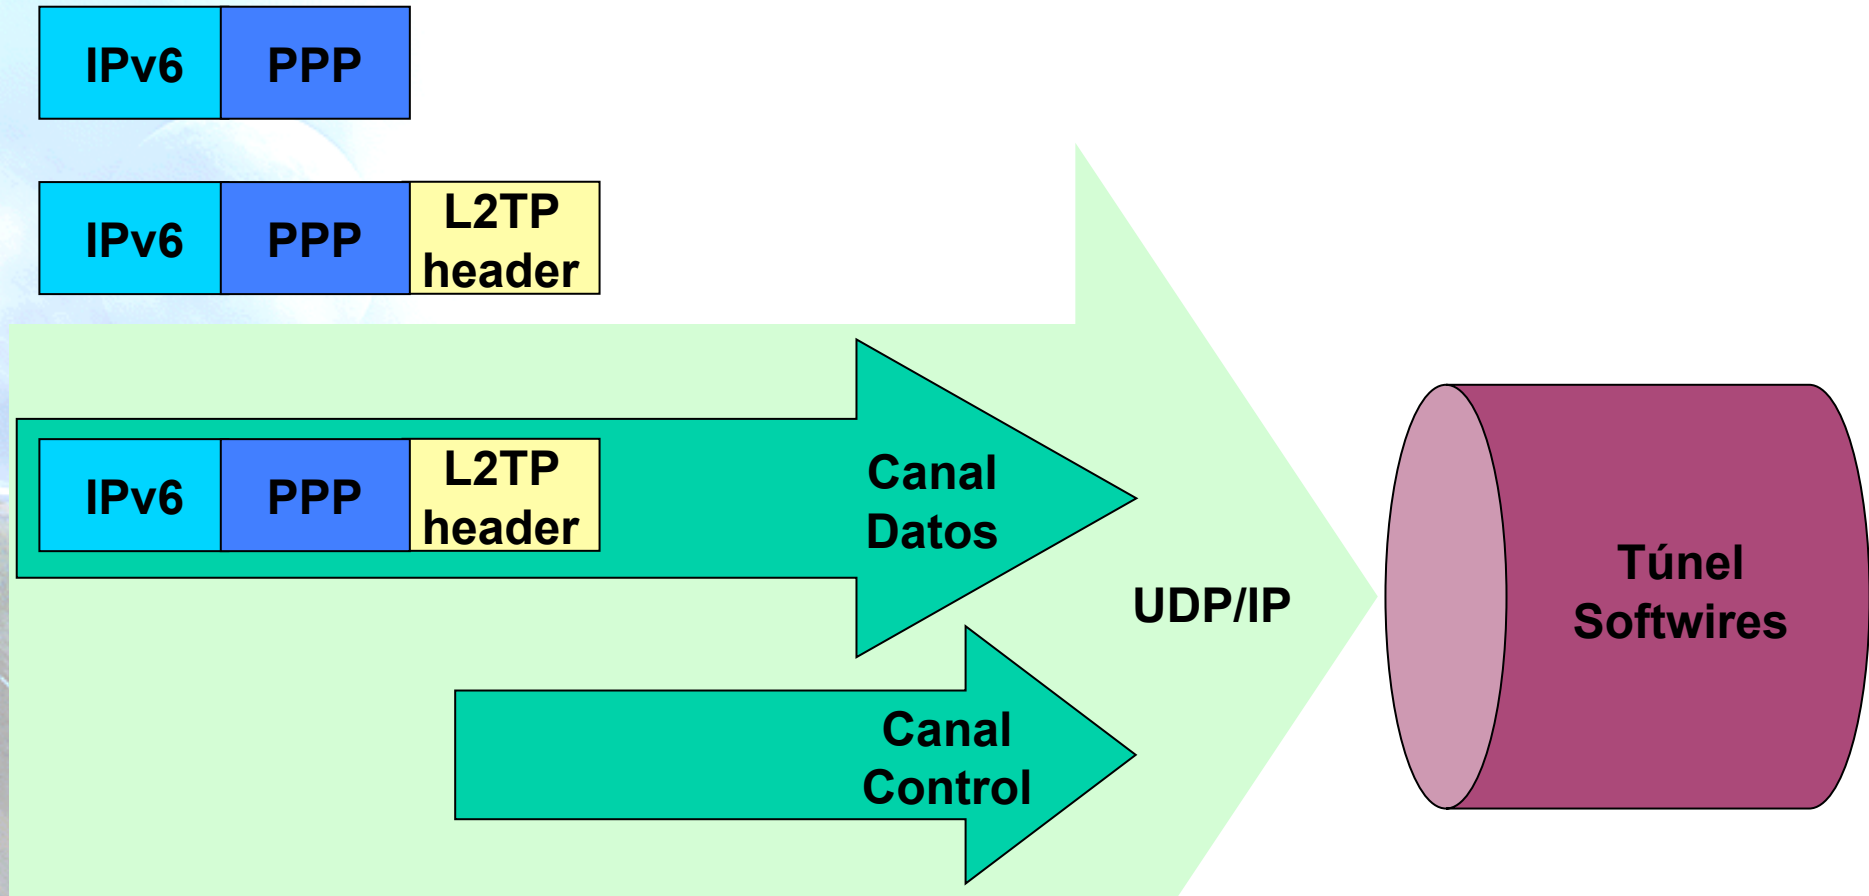 IPv6 PPP
IPv6 PPP L2TP
header
IPv6 PPP L2TP
header
Canal
Datos
UDP/IP
Túnel
Softwires
Canal
Control